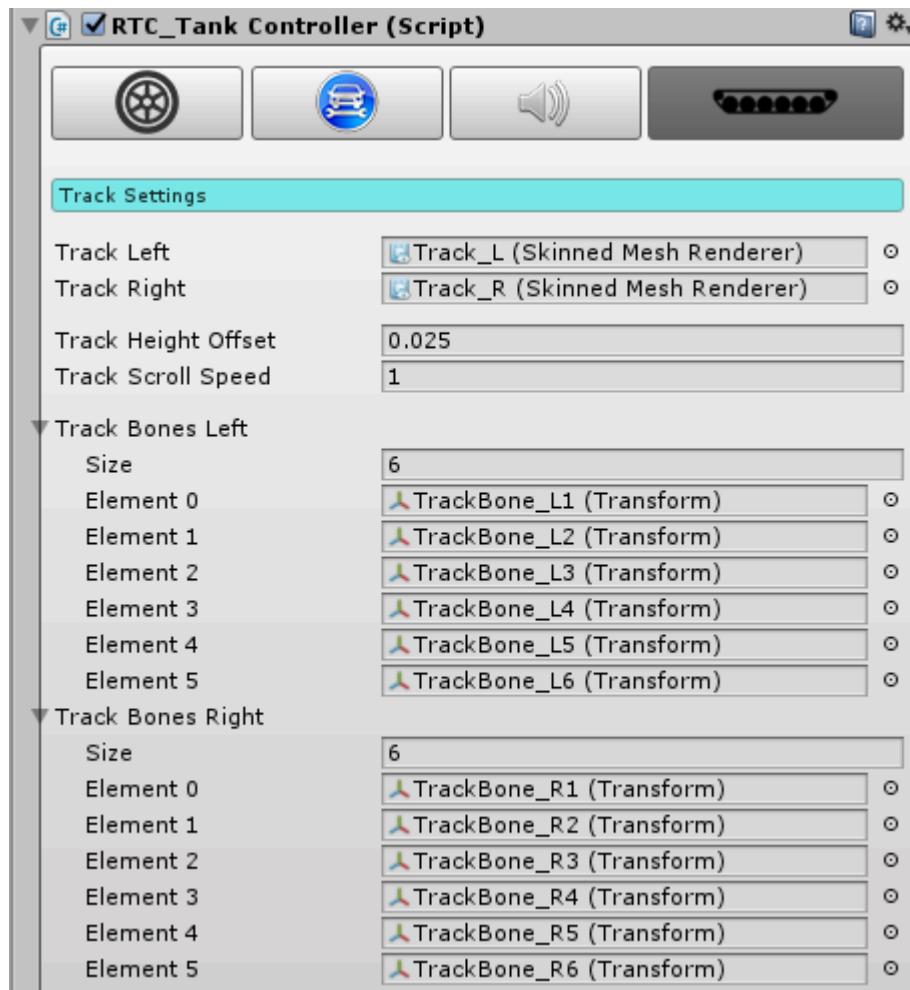 RTC_Tank Controller (Script)
Track Settings
Track Left Track_L (Skinned Mesh Renderer)
Track Right Track_R (Skinned Mesh Renderer)
Track Height Offset 0.025
Track Scroll Speed 1
Track Bones Left
Size 6
Element 0 TrackBone_L1 (Transform)
Element 1 TrackBone_L2 (Transform)
Element 2 TrackBone_L3 (Transform)
Element 3 TrackBone_L4 (Transform)
Element 4 TrackBone_L5 (Transform)
Element 5 TrackBone_L6 (Transform)
Track Bones Right
Size 6
Element 0 TrackBone_R1 (Transform)
Element 1 TrackBone_R2 (Transform)
Element 2 TrackBone_R3 (Transform)
Element 3 TrackBone_R4 (Transform)
Element 4 TrackBone_R5 (Transform)
Element 5 TrackBone_R6 (Transform)